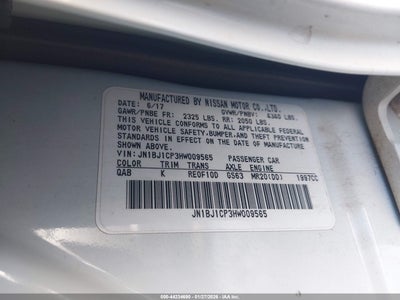 MANUFACTURED BY NISSAN MOTOR CO.,LTD.
DATE: 6/17 GVWR/PNBV: 4380 LBS.
GAWR/PNBE FR: 2325 LBS. RR: 2050 LBS.
THIS VEHICLE CONFORMS TO ALL APPLICABLE FEDERAL
MOTOR VEHICLE SAFETY,BUMPER,AND THEFT PREVENTION
STANDARDS IN EFFECT ON THE DATE OF MANUFACTURE
SHOWN ABOVE.
VIN: JN1BJ1CP3HW009565 PASSENGER CAR
COLOR TRIM TRANS AXLE ENGINE
QAB K RE0F10D GS63 MR20(DD) 1997CC
JN1BJ1CP3HW009565